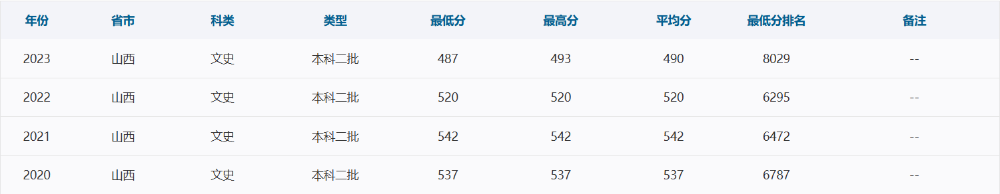 年份 省市 科类 类型 最低分 最高分 平均分 最低分排名 备注
2023 山西 文史 本科二批 487 493 490 8029 --
2022 山西 文史 本科二批 520 520 520 6295 --
2021 山西 文史 本科二批 542 542 542 6472 --
2020 山西 文史 本科二批 537 537 537 6787 --